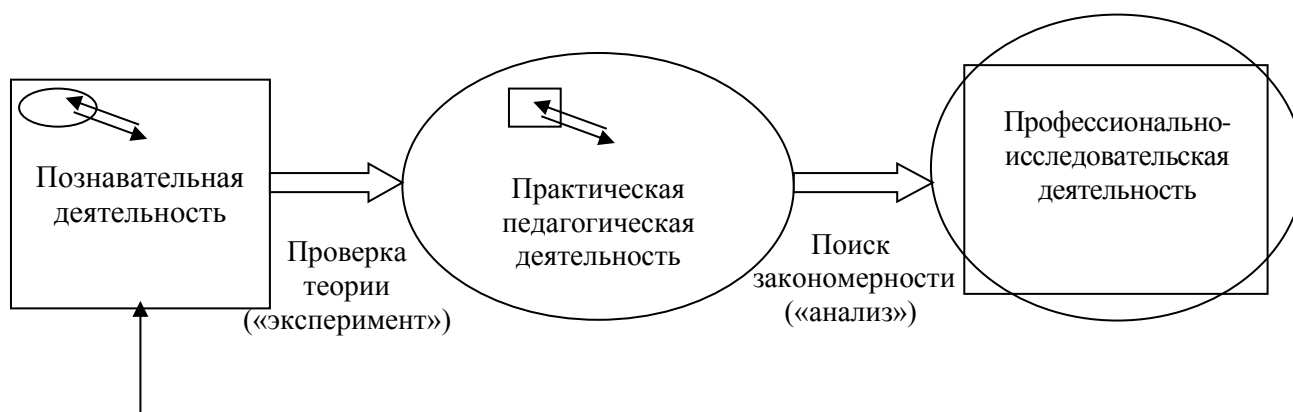 Познавательная
деятельность
Проверка
теории
(«эксперимент»)
Практическая
педагогическая
деятельность
Поиск
закономерности
(«анализ»)
Профессионально-
исследовательская
деятельность